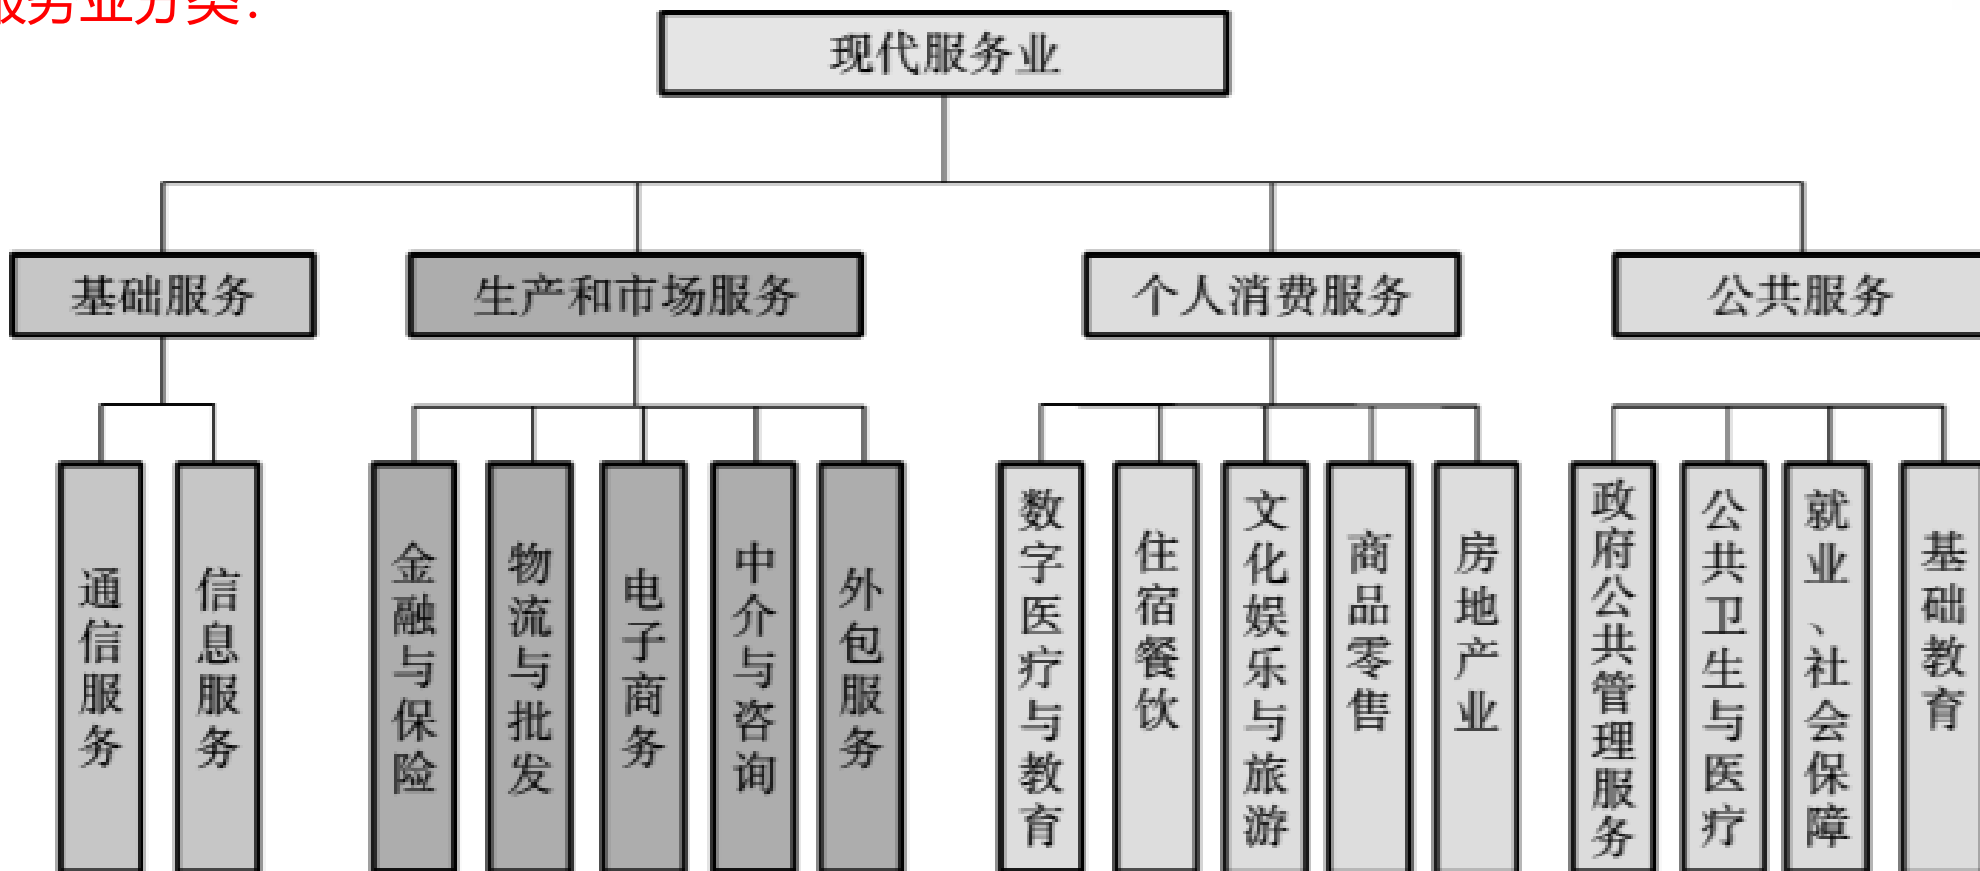 服务业分类：
现代服务业
基础服务
生产和市场服务
个人消费服务
公共服务
通信服务
信息服务
金融与保险
物流与批发
电子商务
中介与咨询
外包服务
数字医疗与教育
住宿餐饮
文化娱乐与旅游
商品零售
房地产业
政府公共管理服务
公共卫生与医疗
就业、社会保障
基础教育